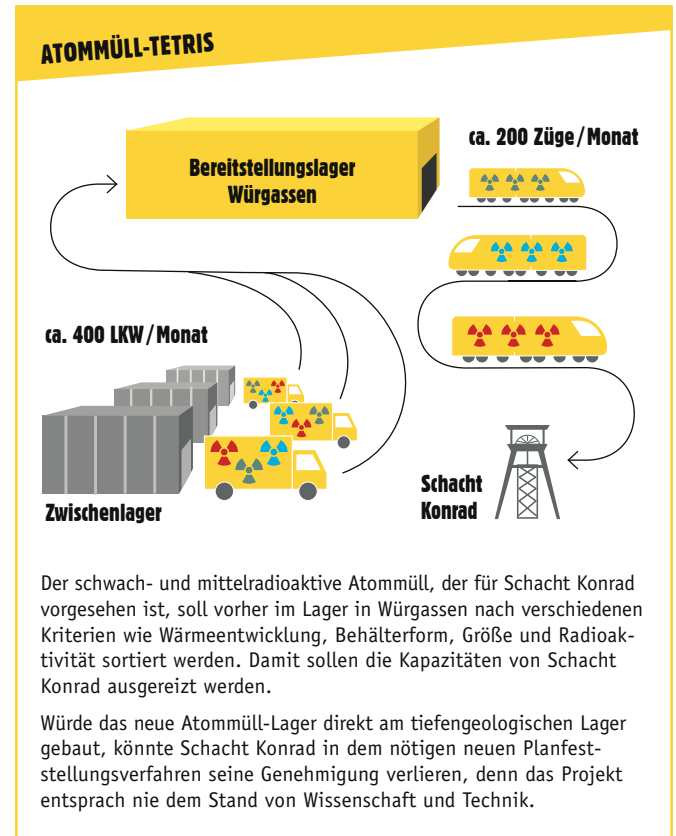 ATOMMÜLL-TETRIS
ca. 200 Züge/Monat
Bereitstellungslager
Würgassen
ca. 400 LKW/Monat
Zwischenlager
Schacht
Konrad
Der schwach- und mittelradioaktive Atommüll, der für Schacht Konrad
vorgesehen ist, soll vorher im Lager in Würgassen nach verschiedenen
Kriterien wie Wärmeentwicklung, Behälterform, Größe und Radioak-
tivität sortiert werden. Damit sollen die Kapazitäten von Schacht
Konrad ausgereizt werden.
Würde das neue Atommüll-Lager direkt am tiefengeologischen Lager
gebaut, könnte Schacht Konrad in dem nötigen neuen Planfest-
stellungsverfahren seine Genehmigung verlieren, denn das Projekt
entsprach nie dem Stand von Wissenschaft und Technik.